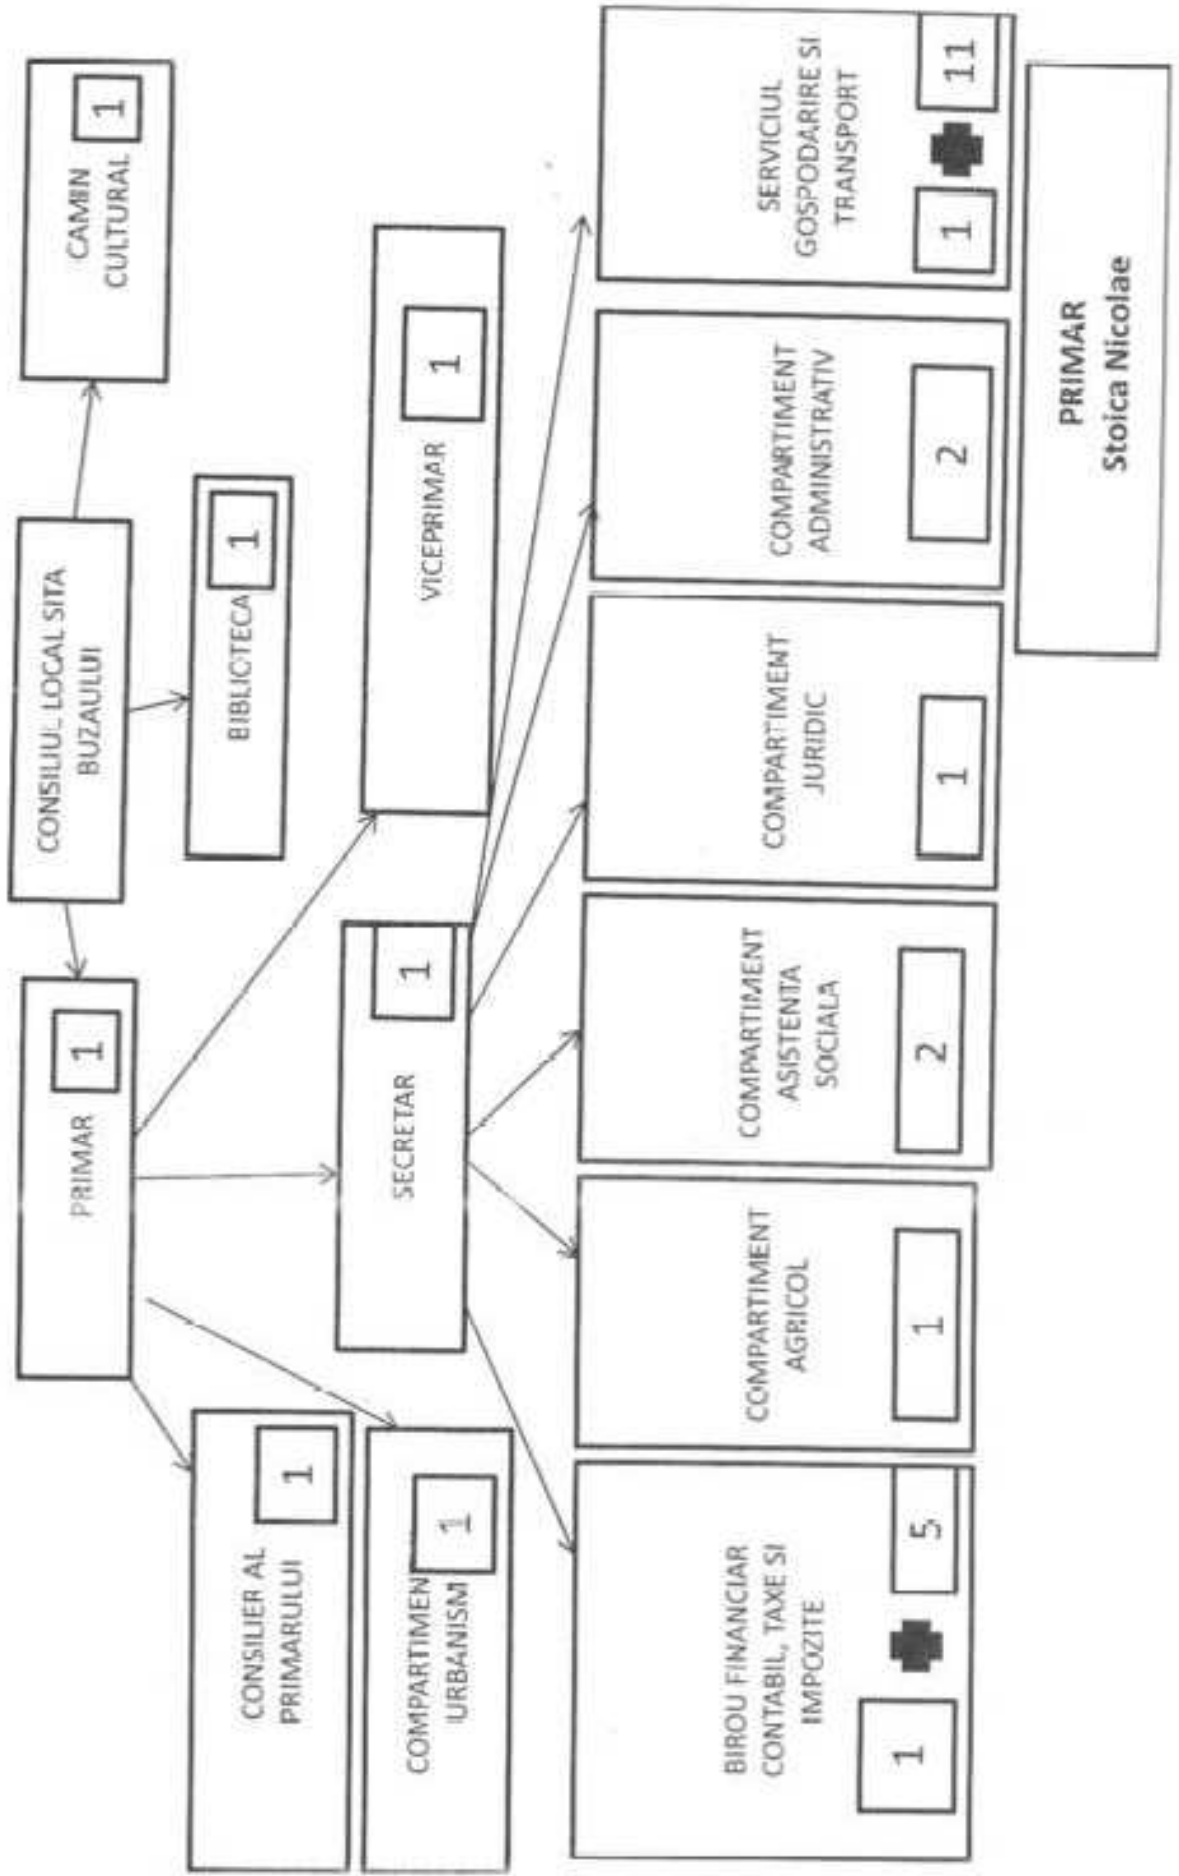 CONSILIUL LOCAL SITA
BUZAULUI
CAMIN
CULTURAL
1
PRIMAR
1
BIBLIOTECA
1
CONSILIER AL
PRIMARULUI
1
COMPARTIMEN
URBANISM
1
SECRETAR
1
VICEPRIMAR
1
BIROU FINANCIAR
CONTABIL, TAXE SI
IMPOZITE
1
5
COMPARTIMENT
AGRICOL
1
COMPARTIMENT
ASISTENTA
SOCIALA
2
COMPARTIMENT
JURIDIC
1
COMPARTIMENT
ADMINISTRATIV
2
SERVICIUL
GOSPODARIRE SI
TRANSPORT
1
11
PRIMAR
Stoica Nicolae